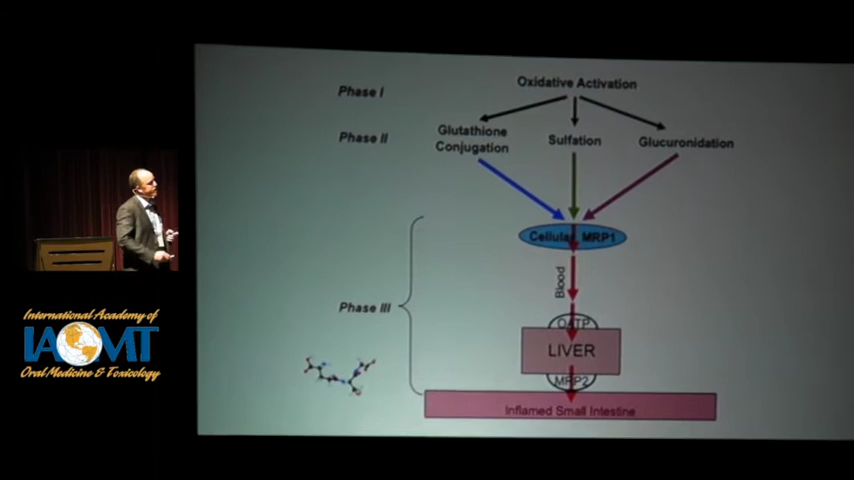 Oxidative Activation
Phase I
Phase II
Glutathione
Conjugation
Sulfation
Glucuronidation
Cellular MRP1
Blood
Phase III
OATP
LIVER
MRP2
Inflamed Small Intestine
International Academy of
IAOMT
Oral Medicine & Toxicology